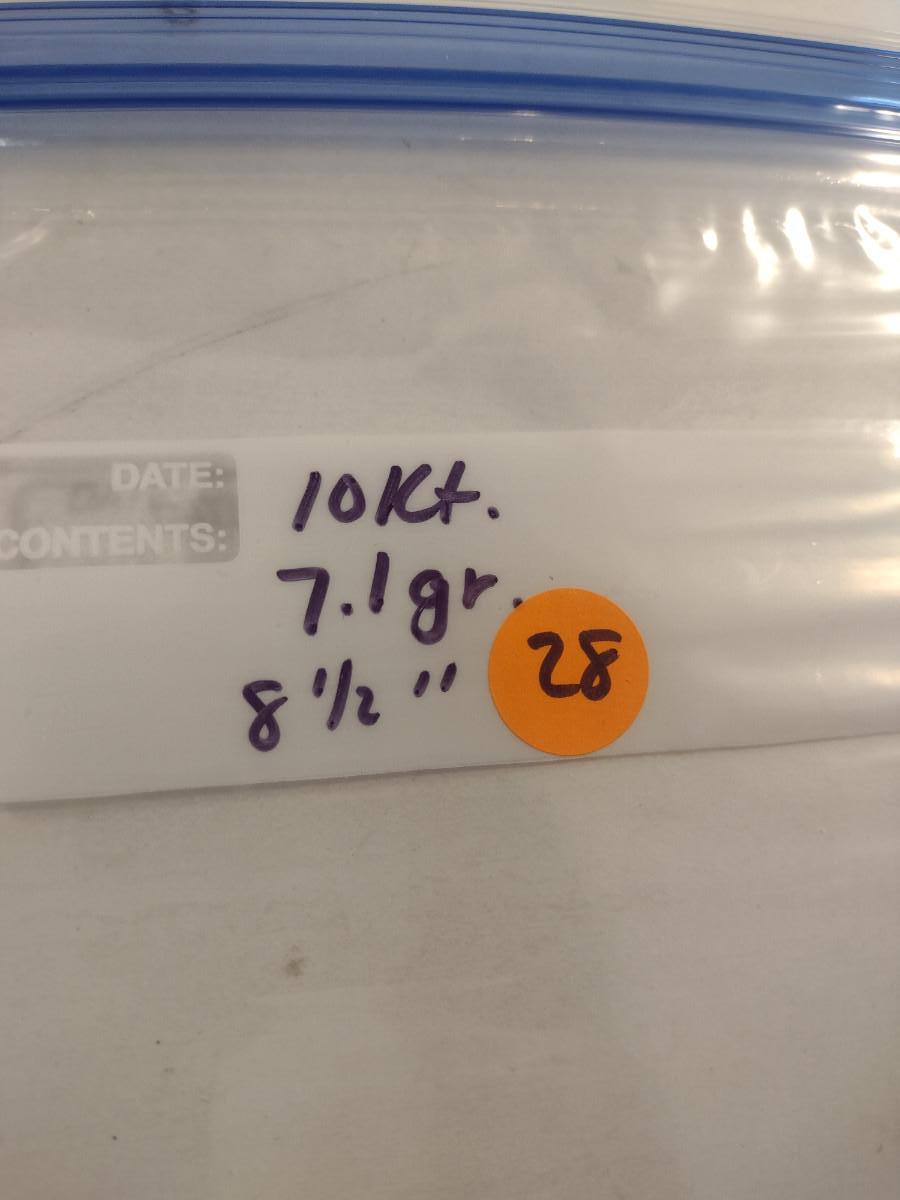 DATE:
CONTENTS:
10Kt.
7.1gr.
8 1/2"
28